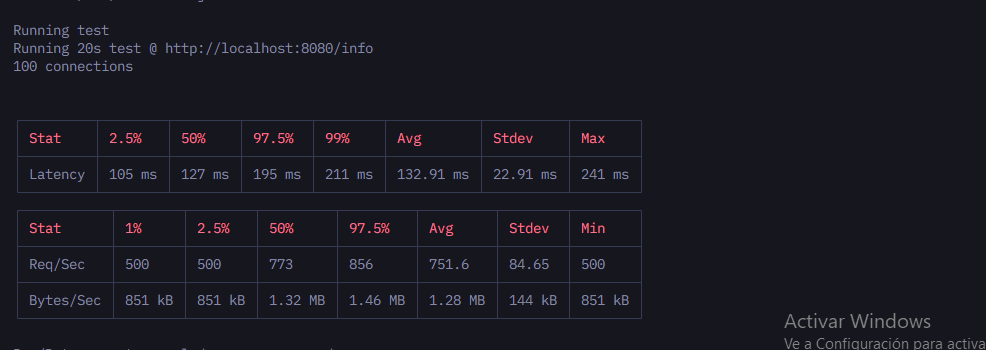 Running test
Running 20s test @ http://localhost:8080/info
100 connections
Stat 2.5% 50% 97.5% 99% Avg Stdev Max
Latency 105 ms 127 ms 195 ms 211 ms 132.91 ms 22.91 ms 241 ms
Stat 1% 2.5% 50% 97.5% Avg Stdev Min
Req/Sec 500 500 773 856 751.6 84.65 500
Bytes/Sec 851 kB 851 kB 1.32 MB 1.46 MB 1.28 MB 144 kB 851 kB
Activar Windows
Ve a Configuración para activa